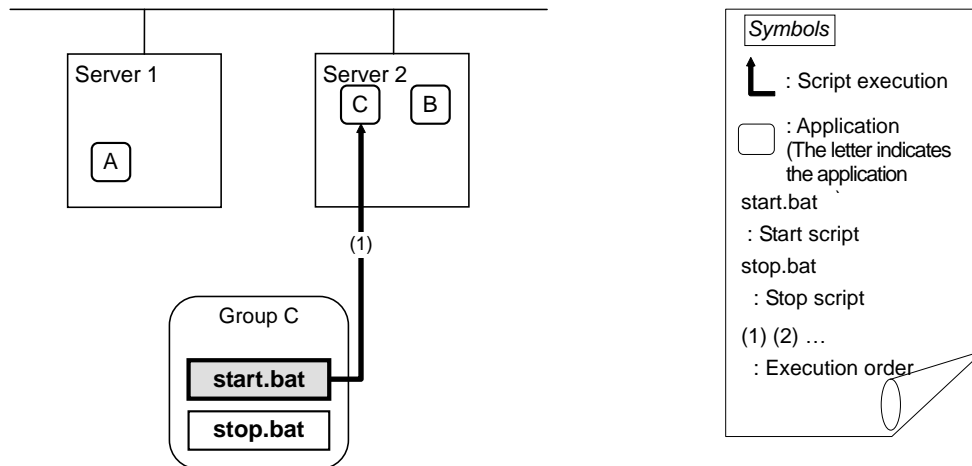 Server 1
A
Server 2
C
B
(1)
Group C
start.bat
stop.bat
Symbols
: Script execution
: Application
(The letter indicates
the application
start.bat
: Start script
stop.bat
: Stop script
(1) (2) …
: Execution order